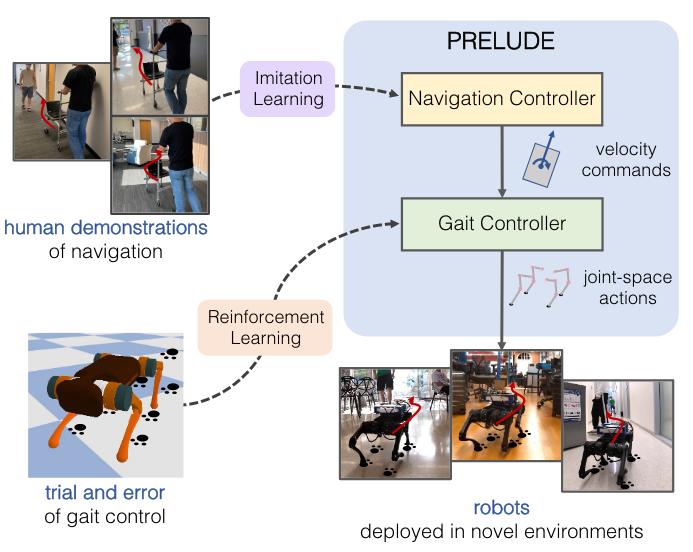 PRELUDE
Imitation
Learning
Navigation Controller
velocity
commands
human demonstrations
of navigation
Gait Controller
joint-space
actions
Reinforcement
Learning
trial and error
of gait control
robots
deployed in novel environments